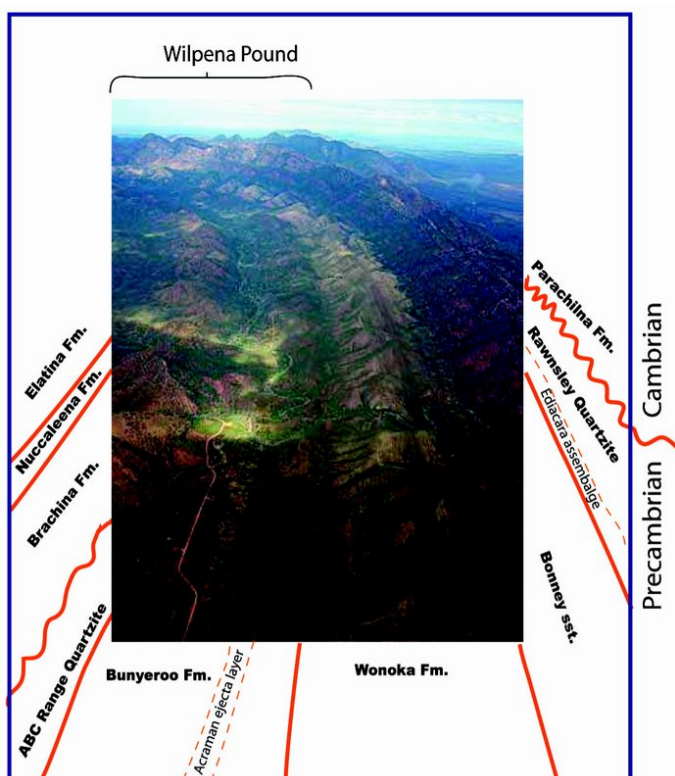 Wilpena Pound
Elatina Fm.
Nuccaleena Fm.
Brachina Fm.
ABC Range Quartzite
Bunyeroo Fm.
Acraman ejecta layer
Wonoka Fm.
Bonney sst.
Ediacara assembalge
Rawnsley Quartzite
Parachilna Fm.
Cambrian
Precambrian